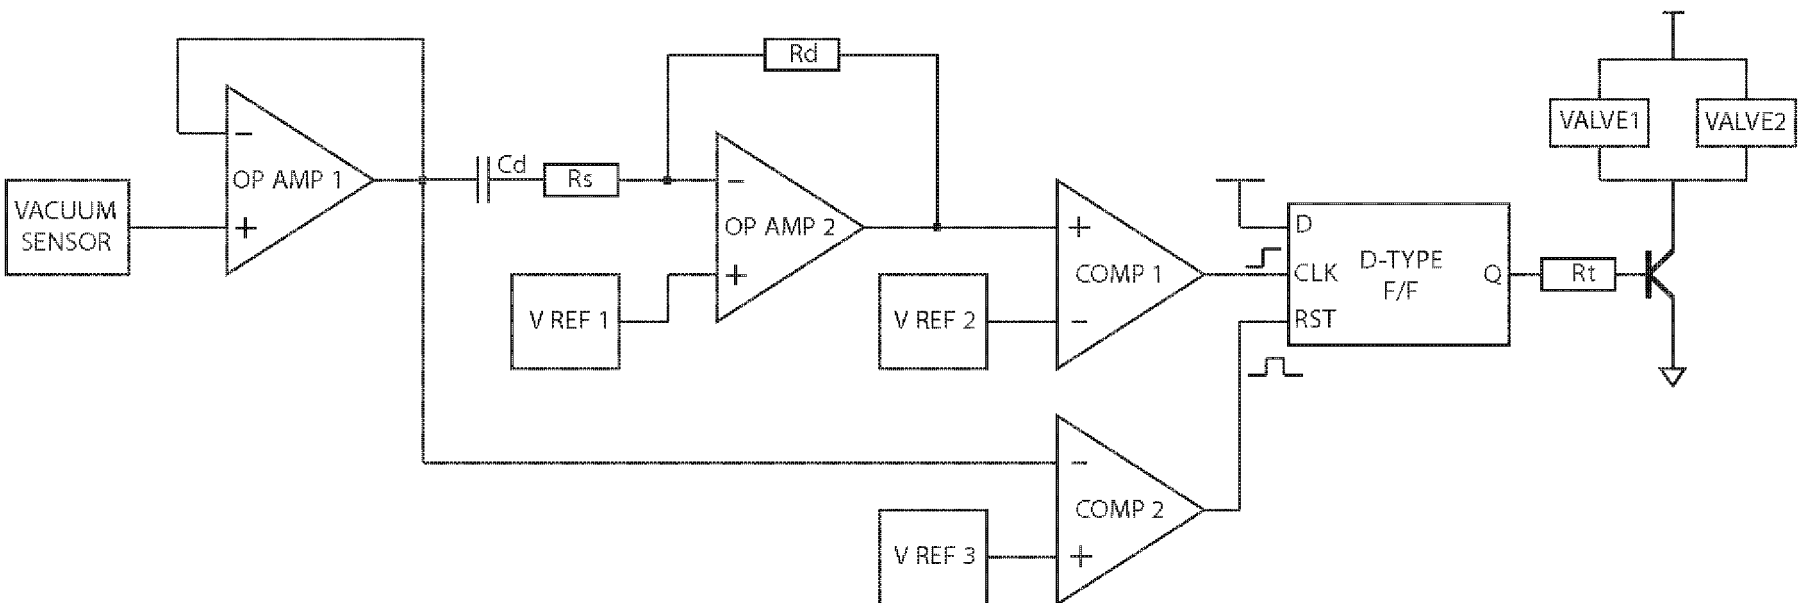 Rd
VALVE1
VALVE2
OP AMP 1
Cd
Rs
VACUUM
SENSOR
OP AMP 2
D
D-TYPE
F/F
COMP 1
CLK
Q
Rt
V REF 1
V REF 2
RST
COMP 2
V REF 3